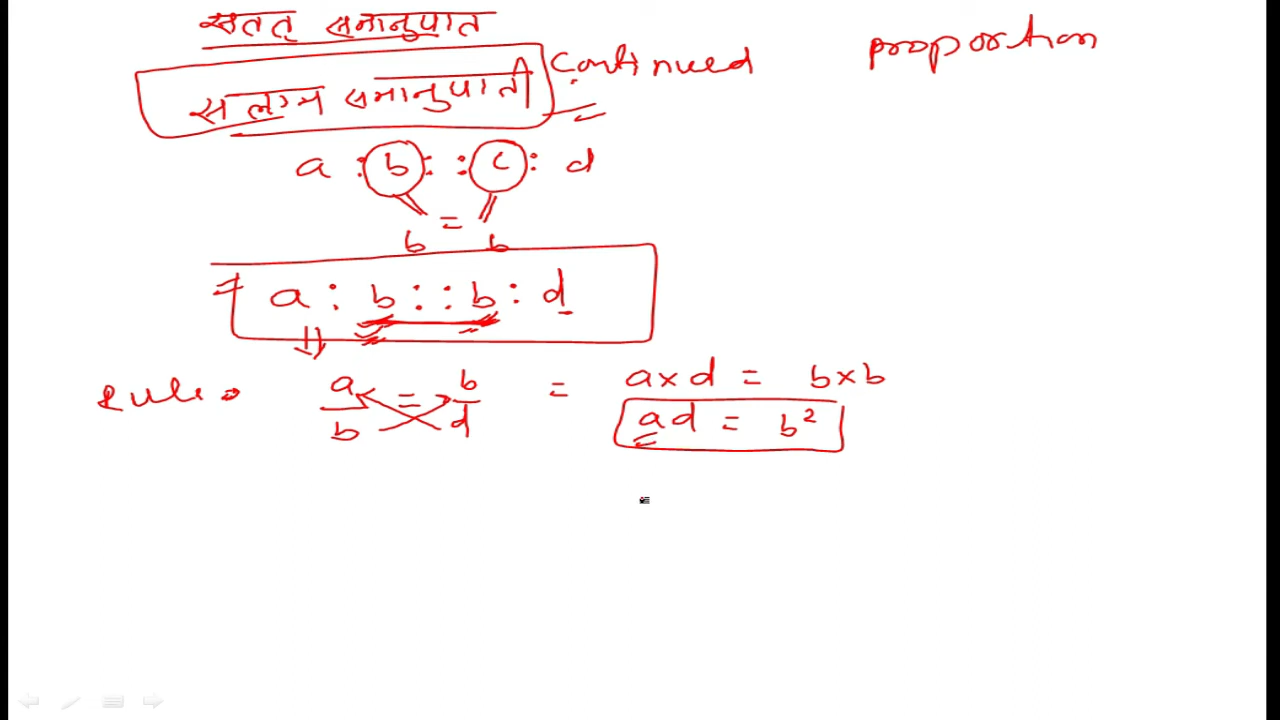 सतत् समानुपात
सलग्न समानुपाती Continued proportion
a : b : : c : d
=
b b
= a : b : : b : d
Rule a/b = b/d = a×d = b×b
ad = b²